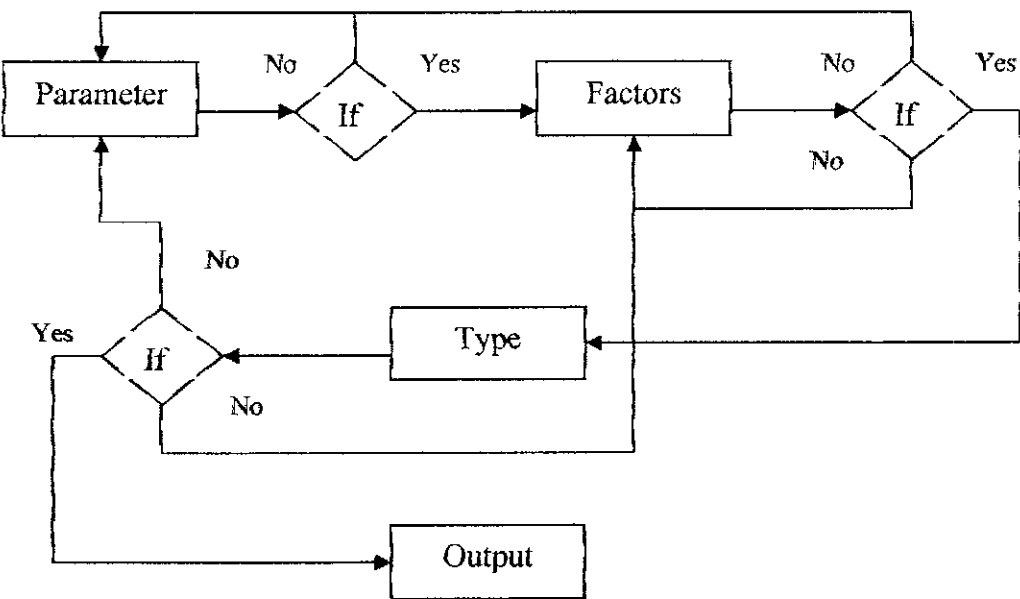 No Yes No Yes
Parameter If Factors If
No
No
Yes If Type
No
Output